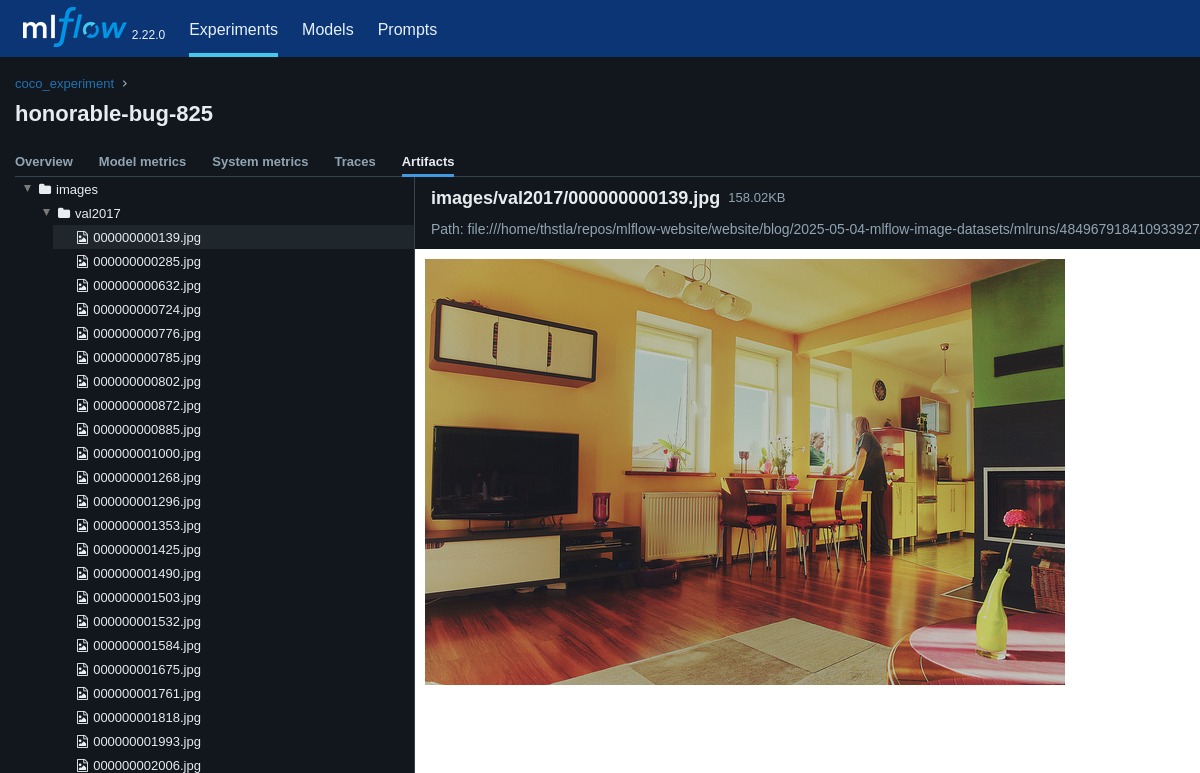 mlflow 2.22.0 Experiments Models Prompts
coco_experiment
honorable-bug-825
Overview Model metrics System metrics Traces Artifacts
images
val2017
000000000139.jpg
000000000285.jpg
000000000632.jpg
000000000724.jpg
000000000776.jpg
000000000785.jpg
000000000802.jpg
000000000872.jpg
000000000885.jpg
000000001000.jpg
000000001268.jpg
000000001296.jpg
000000001353.jpg
000000001425.jpg
000000001490.jpg
000000001503.jpg
000000001532.jpg
000000001584.jpg
000000001675.jpg
000000001761.jpg
000000001818.jpg
000000001993.jpg
000000002006.jpg
images/val2017/000000000139.jpg 158.02KB
Path: file:///home/thstla/repos/mlflow-website/website/blog/2025-05-04-mlflow-image-datasets/mlruns/484967918410933927